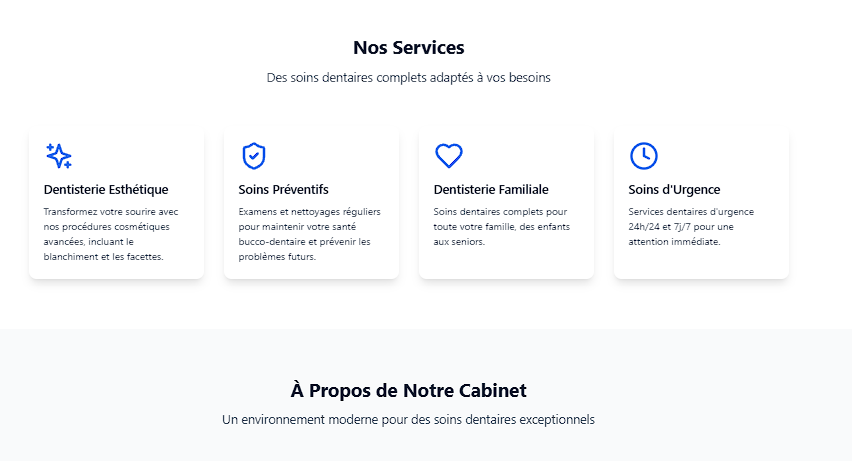 Nos Services
Des soins dentaires complets adaptés à vos besoins
Dentisterie Esthétique
Transformez votre sourire avec
nos procédures cosmétiques
avancées, incluant le
blanchiment et les facettes.
Soins Préventifs
Examens et nettoyages réguliers
pour maintenir votre santé
bucco-dentaire et prévenir les
problèmes futurs.
Dentisterie Familiale
Soins dentaires complets pour
toute votre famille, des enfants
aux seniors.
Soins d'Urgence
Services dentaires d'urgence
24h/24 et 7j/7 pour une
attention immédiate.
À Propos de Notre Cabinet
Un environnement moderne pour des soins dentaires exceptionnels